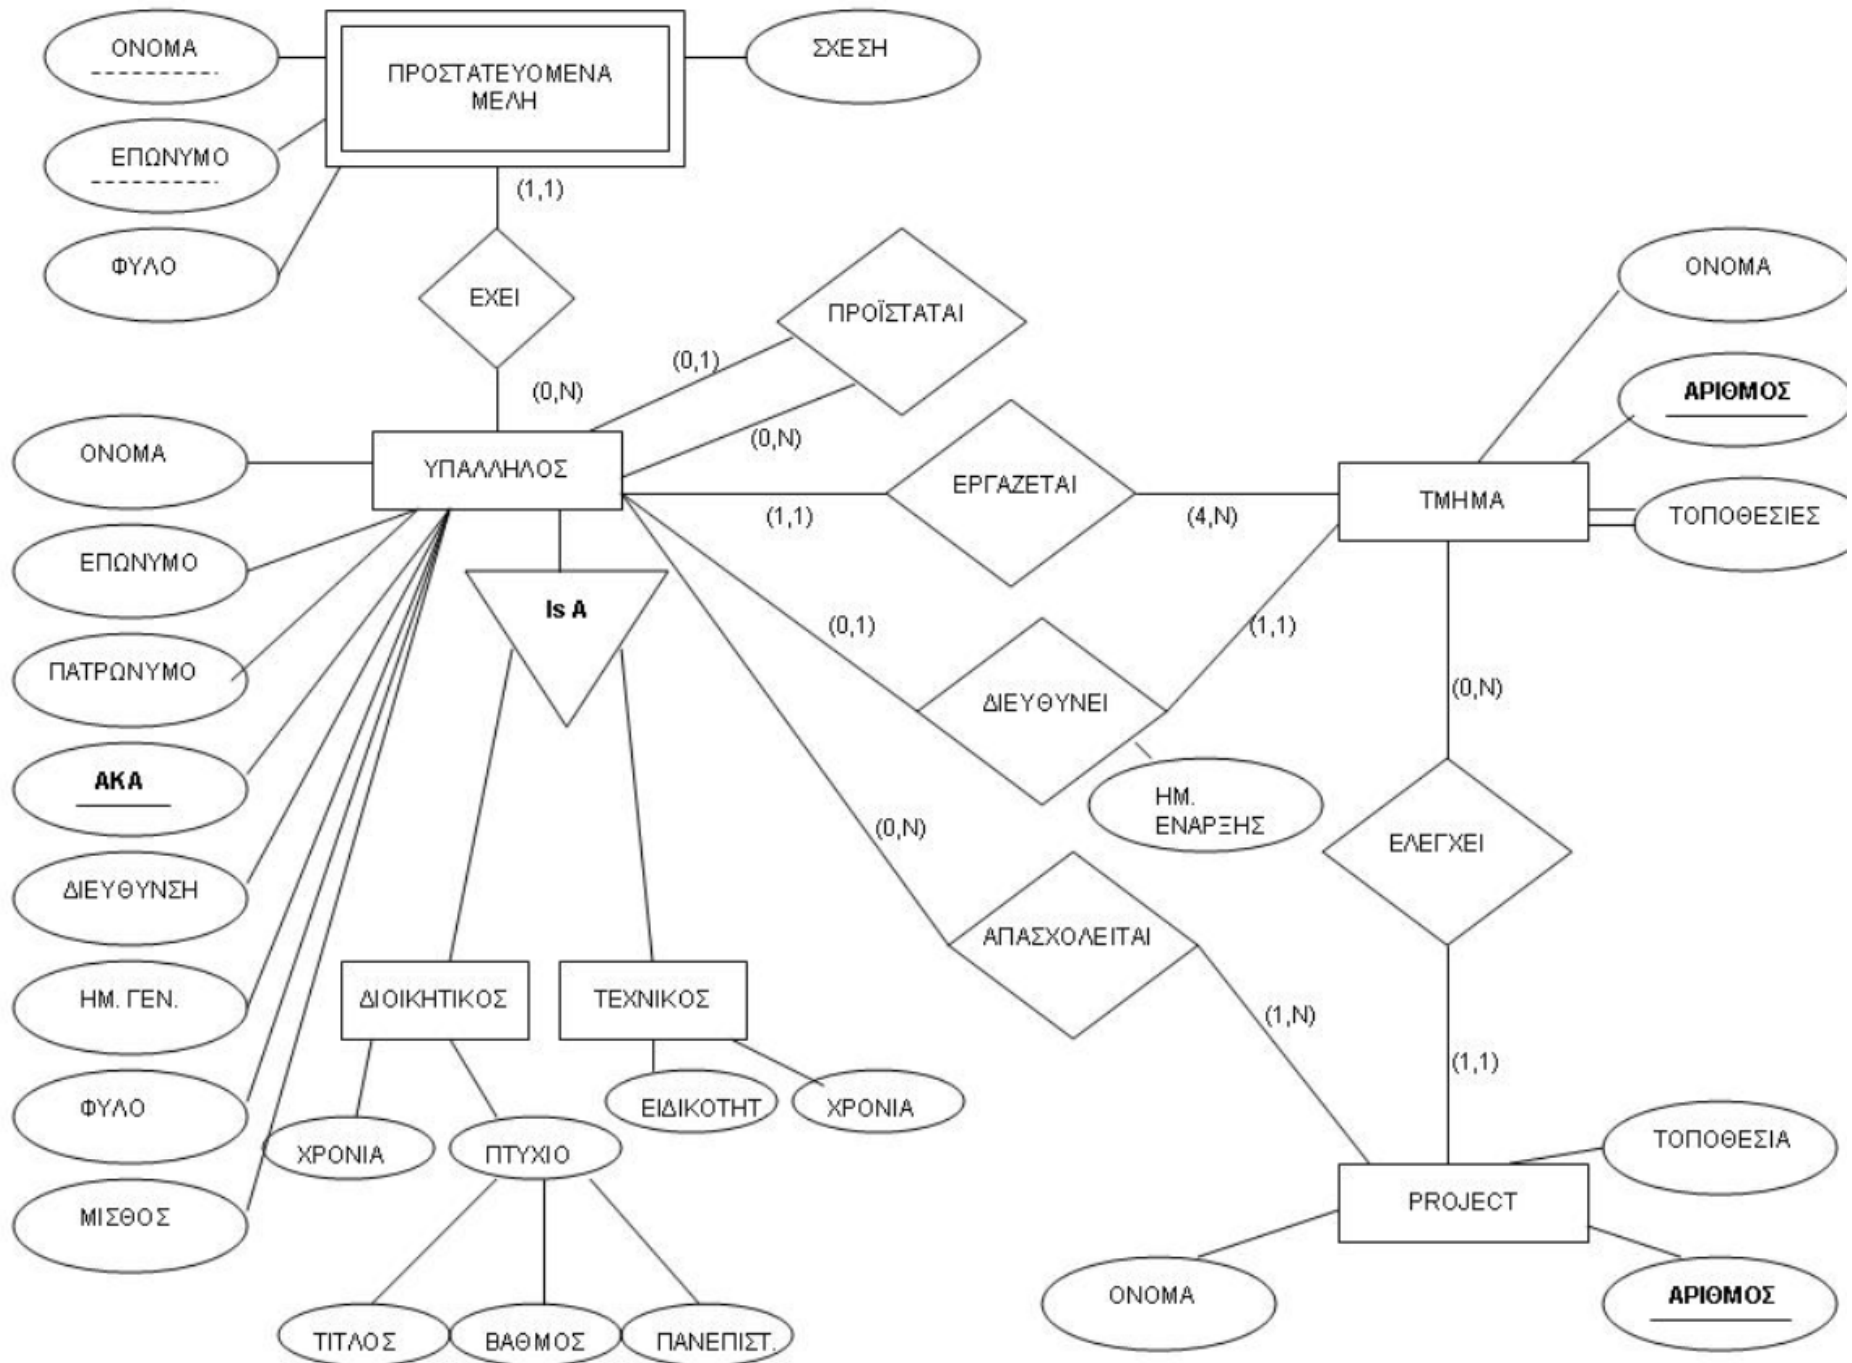 ΟΝΟΜΑ
ΠΡΟΣΤΑΤΕΥΟΜΕΝΑ
ΜΕΛΗ
ΣΧΕΣΗ
ΕΠΩΝΥΜΟ
(1,1)
ΦΥΛΟ
ΕΧΕΙ
ΠΡΟΪΣΤΑΤΑΙ
ΟΝΟΜΑ
(0,1)
(0,N)
(0,N)
ΑΡΙΘΜΟΣ
ΟΝΟΜΑ
ΥΠΑΛΛΗΛΟΣ
ΕΡΓΑΖΕΤΑΙ
ΤΜΗΜΑ
(1,1)
(4,N)
ΤΟΠΟΘΕΣΙΕΣ
ΕΠΩΝΥΜΟ
Is A
(0,1)
(1,1)
ΠΑΤΡΩΝΥΜΟ
ΔΙΕΥΘΥΝΕΙ
(0,N)
ΑΚΑ
ΗΜ.
ΕΝΑΡΞΗΣ
(0,N)
ΕΛΕΓΧΕΙ
ΔΙΕΥΘΥΝΣΗ
ΑΠΑΣΧΟΛΕΙΤΑΙ
ΗΜ. ΓΕΝ.
ΔΙΟΙΚΗΤΙΚΟΣ
ΤΕΧΝΙΚΟΣ
(1,N)
(1,1)
ΦΥΛΟ
ΕΙΔΙΚΟΤΗΤ
ΧΡΟΝΙΑ
ΧΡΟΝΙΑ
ΠΤΥΧΙΟ
ΤΟΠΟΘΕΣΙΑ
ΜΙΣΘΟΣ
PROJECT
ΟΝΟΜΑ
ΑΡΙΘΜΟΣ
ΤΙΤΛΟΣ
ΒΑΘΜΟΣ
ΠΑΝΕΠΙΣΤ.